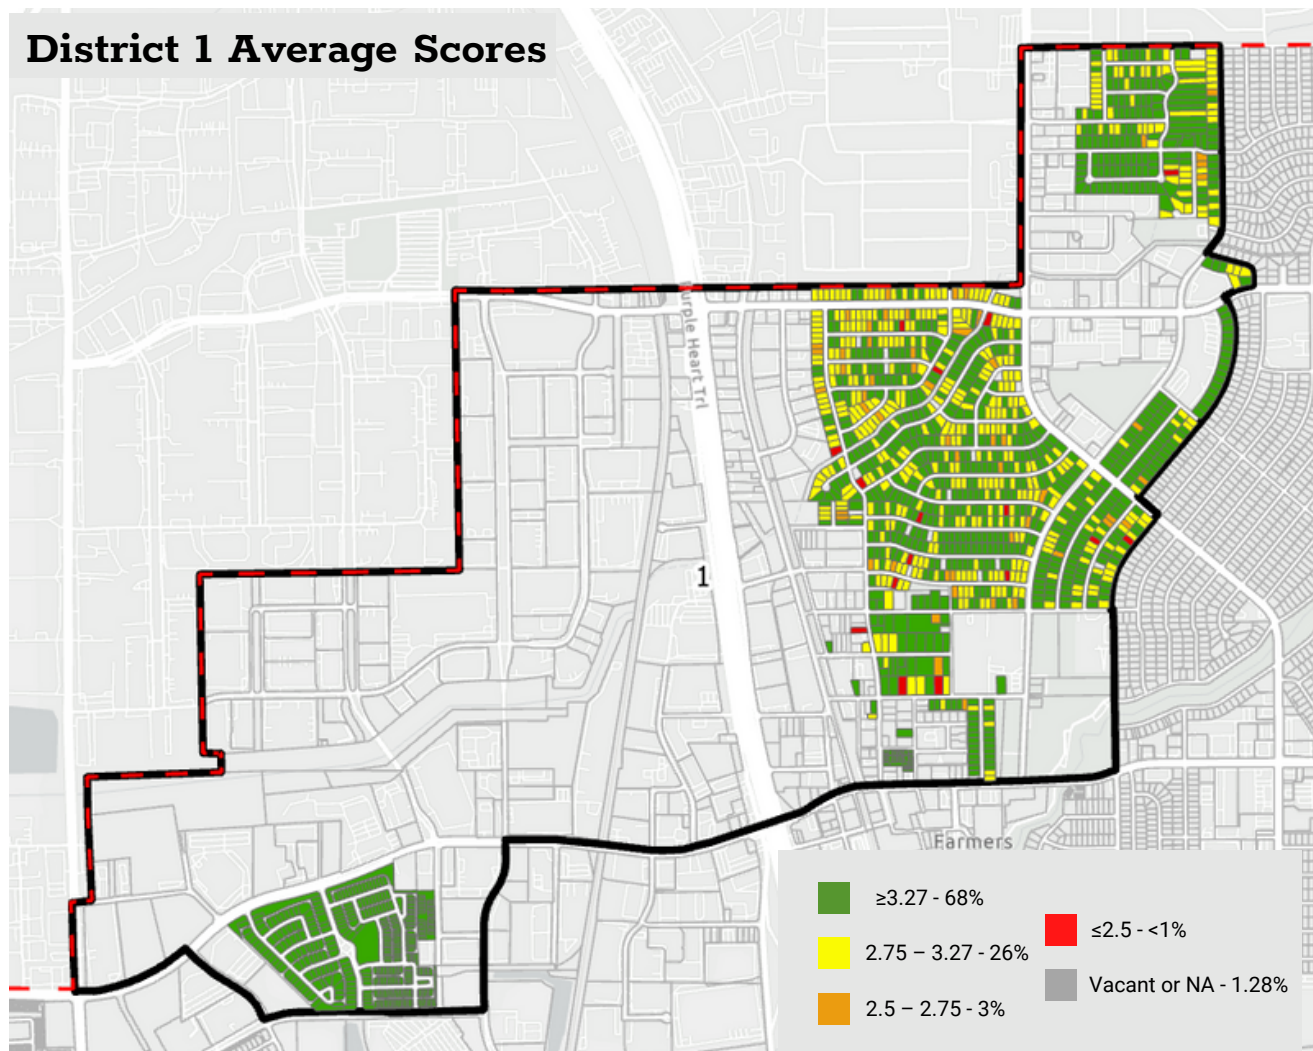 District 1 Average Scores
Purple Heart Trl
1
Farmers
≥3.27 - 68%
2.75 – 3.27 - 26%
2.5 – 2.75 - 3%
≤2.5 - <1%
Vacant or NA - 1.28%